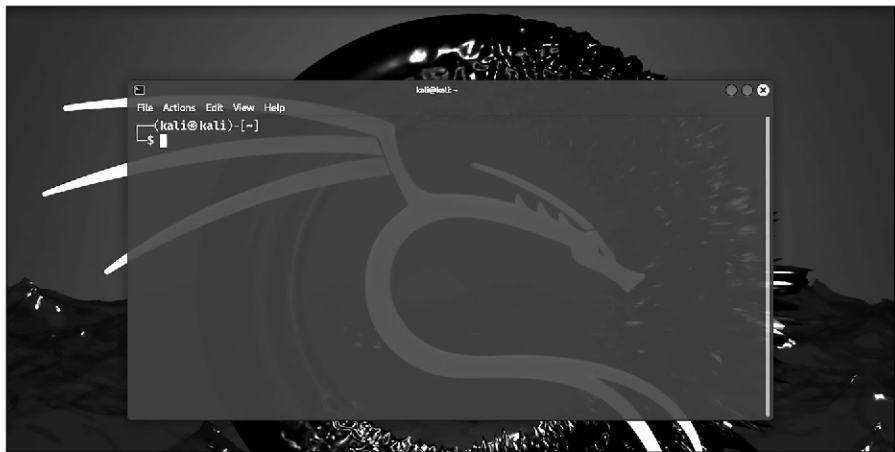 kali@kali: ~
File Actions Edit View Help
┌──(kali㉿kali)-[~]
└─$